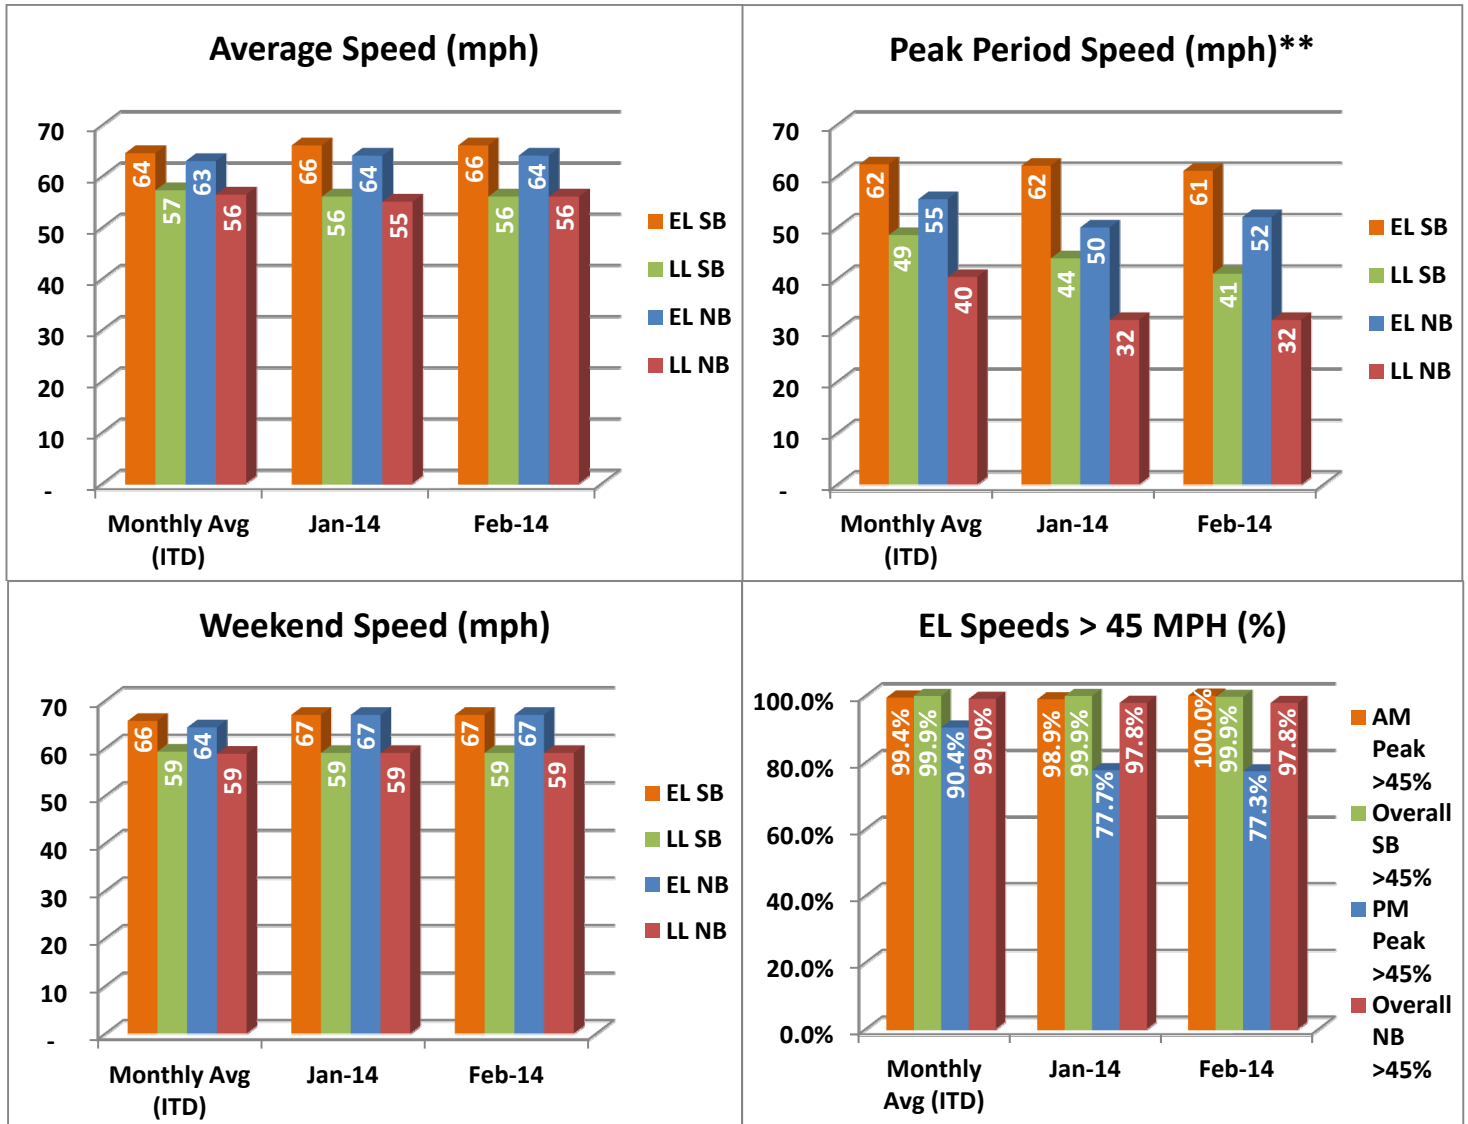 Average Speed (mph)
70
60
50
40
30
20
10
-
64
57
63
56
66
56
64
55
66
56
64
56
Monthly Avg
(ITD)
Jan-14
Feb-14
EL SB
LL SB
EL NB
LL NB
Peak Period Speed (mph)**
70
60
50
40
30
20
10
-
62
49
55
40
62
44
50
32
61
41
52
32
Monthly Avg
(ITD)
Jan-14
Feb-14
EL SB
LL SB
EL NB
LL NB
Weekend Speed (mph)
70
60
50
40
30
20
10
-
66
59
64
59
67
59
67
59
67
59
67
59
Monthly Avg
(ITD)
Jan-14
Feb-14
EL SB
LL SB
EL NB
LL NB
EL Speeds > 45 MPH (%)
100.0%
80.0%
60.0%
40.0%
20.0%
0.0%
99.4%
99.9%
90.4%
99.0%
98.9%
99.9%
77.7%
97.8%
100.0%
99.9%
77.3%
97.8%
Monthly
Avg (ITD)
Jan-14
Feb-14
AM
Peak
>45%
Overall
SB
>45%
PM
Peak
>45%
Overall
NB
>45%